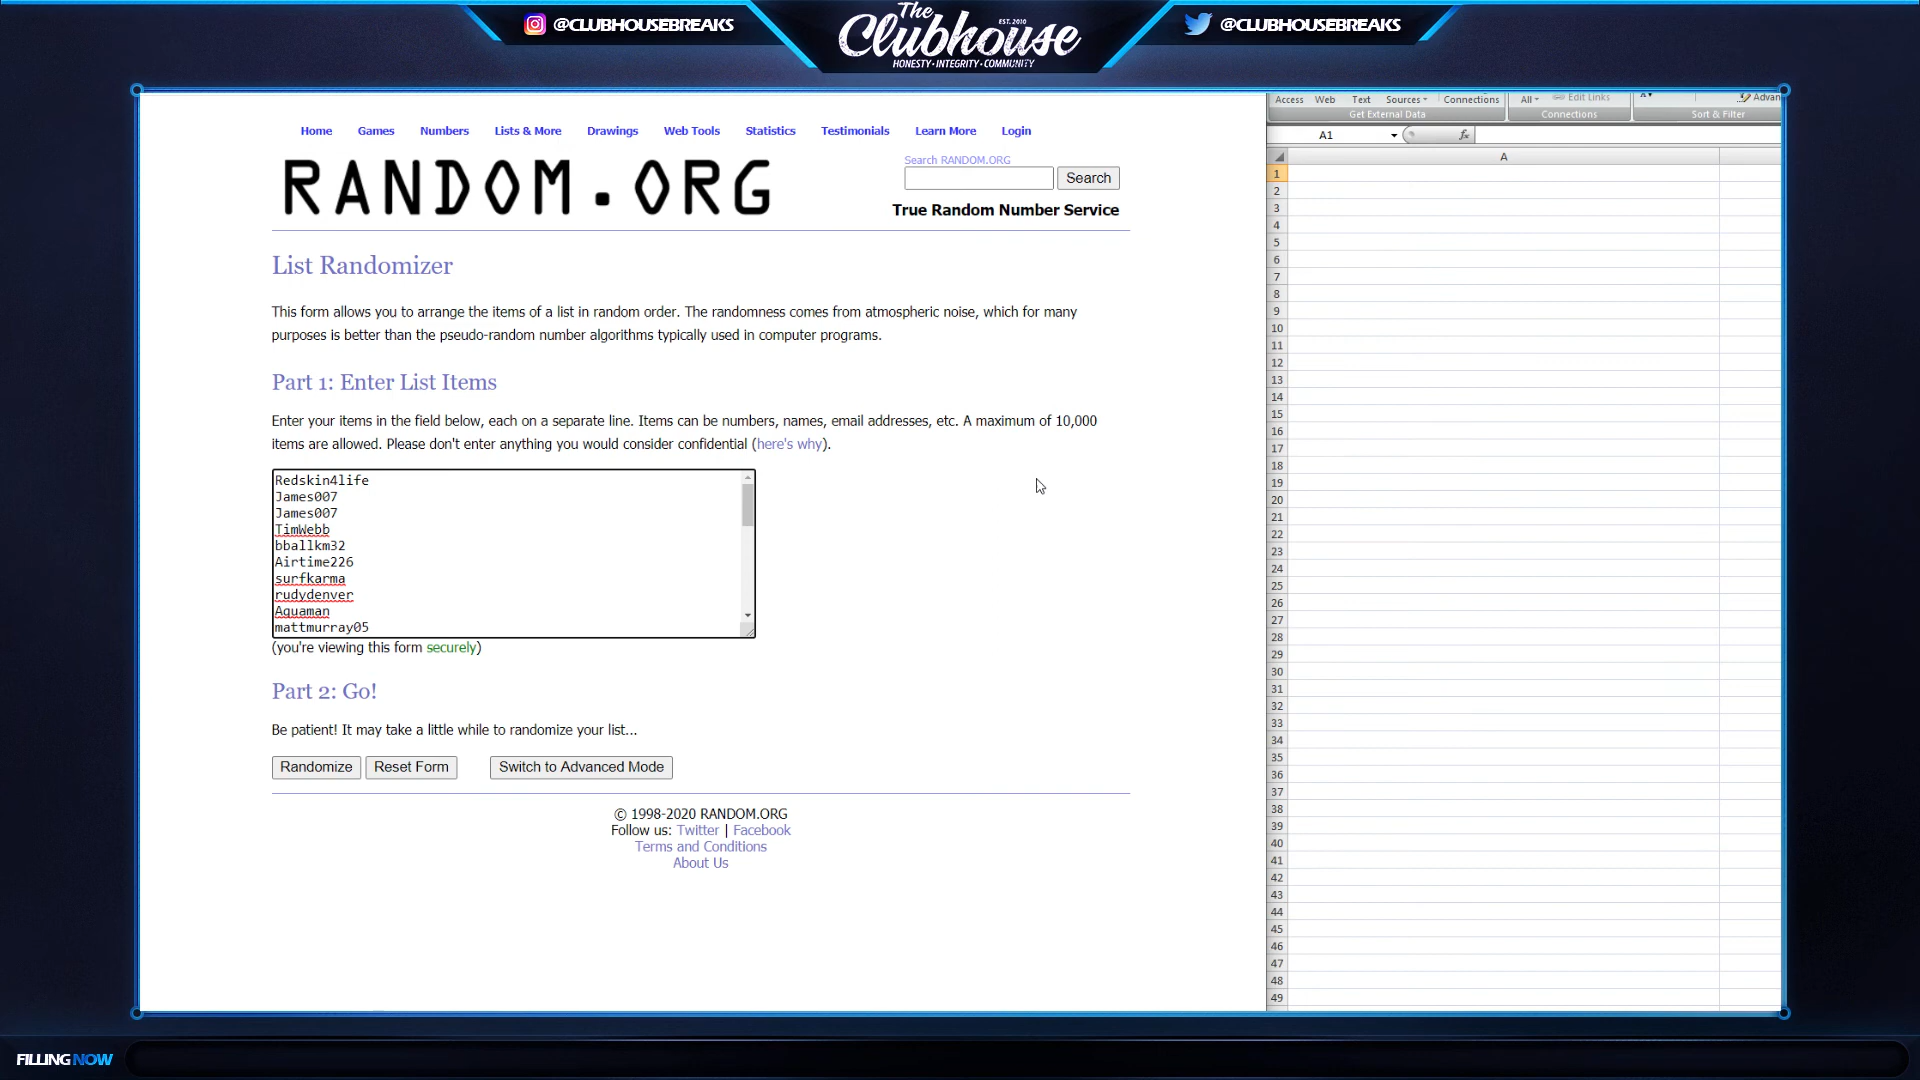 @CLUBHOUSEBREAKS
The
EST. 2010
Clubhouse
HONESTY•INTEGRITY•COMMUNITY
@CLUBHOUSEBREAKS
Home Games Numbers Lists & More Drawings Web Tools Statistics Testimonials Learn More Login
RANDOM.ORG
Search RANDOM.ORG
Search
True Random Number Service
List Randomizer
This form allows you to arrange the items of a list in random order. The randomness comes from atmospheric noise, which for many
purposes is better than the pseudo-random number algorithms typically used in computer programs.
Part 1: Enter List Items
Enter your items in the field below, each on a separate line. Items can be numbers, names, email addresses, etc. A maximum of 10,000
items are allowed. Please don't enter anything you would consider confidential (here's why).
Redskin4life
James007
James007
TimWebb
bballkm32
Airtime226
surfkarma
rudydenver
Aquaman
mattmurray05
(you're viewing this form securely)
Part 2: Go!
Be patient! It may take a little while to randomize your list...
Randomize Reset Form Switch to Advanced Mode
© 1998-2020 RANDOM.ORG
Follow us: Twitter | Facebook
Terms and Conditions
About Us
Access Web Text Sources Connections All Edit Links Advan
Get External Data Connections Sort & Filter
A1 fx
A
1
2
3
4
5
6
7
8
9
10
11
12
13
14
15
16
17
18
19
20
21
22
23
24
25
26
27
28
29
30
31
32
33
34
35
36
37
38
39
40
41
42
43
44
45
46
47
48
49
FILLING NOW